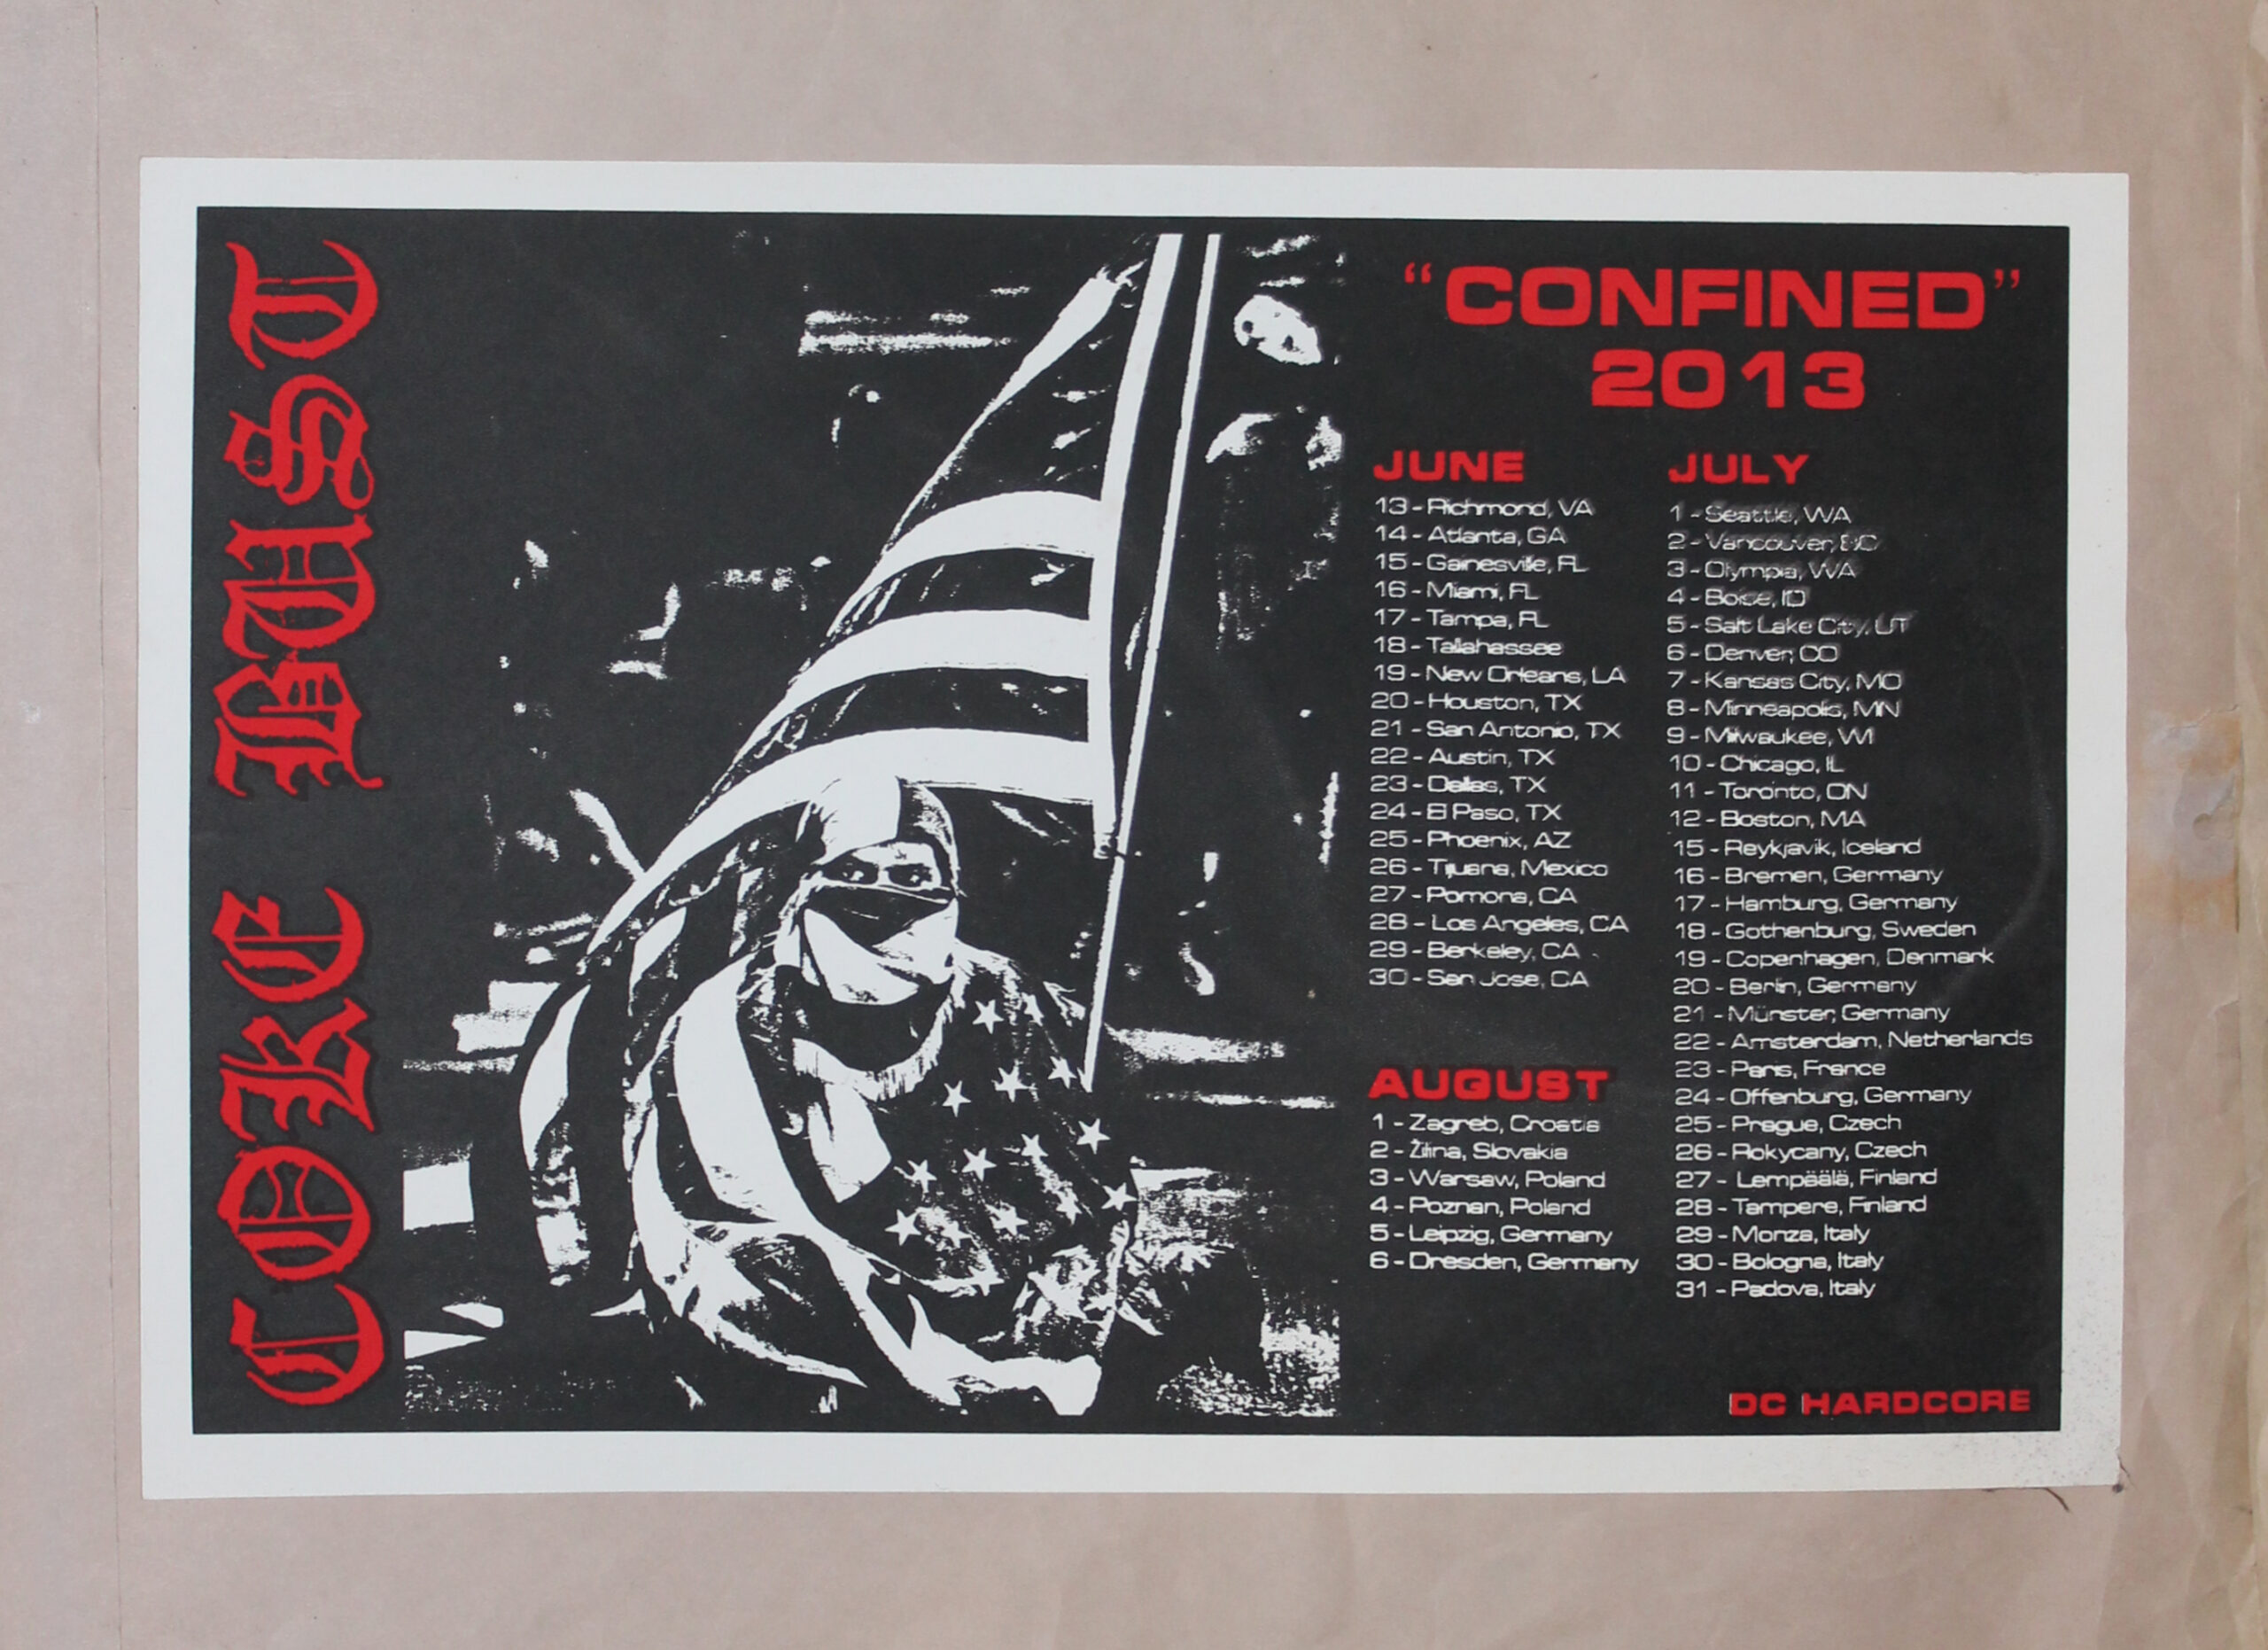 COKE BUST
“CONFINED”
2013
JUNE
13 - Richmond, VA
14 - Atlanta, GA
15 - Gainesville, FL
16 - Miami, FL
17 - Tampa, FL
18 - Tallahassee
19 - New Orleans, LA
20 - Houston, TX
21 - San Antonio, TX
22 - Austin, TX
23 - Dallas, TX
24 - El Paso, TX
25 - Phoenix, AZ
26 - Tijuana, Mexico
27 - Pomona, CA
28 - Los Angeles, CA
29 - Berkeley, CA
30 - San Jose, CA
AUGUST
1 - Zagreb, Croatia
2 - Žilina, Slovakia
3 - Warsaw, Poland
4 - Poznan, Poland
5 - Leipzig, Germany
6 - Dresden, Germany
JULY
1 - Seattle, WA
2 - Vancouver, BC
3 - Olympia, WA
4 - Boise, ID
5 - Salt Lake City, UT
6 - Denver, CO
7 - Kansas City, MO
8 - Minneapolis, MN
9 - Milwaukee, WI
10 - Chicago, IL
11 - Toronto, ON
12 - Boston, MA
15 - Reykjavik, Iceland
16 - Bremen, Germany
17 - Hamburg, Germany
18 - Gothenburg, Sweden
19 - Copenhagen, Denmark
20 - Berlin, Germany
21 - Münster, Germany
22 - Amsterdam, Netherlands
23 - Paris, France
24 - Offenburg, Germany
25 - Prague, Czech
26 - Rokycany, Czech
27 - Lempäälä, Finland
28 - Tampere, Finland
29 - Monza, Italy
30 - Bologna, Italy
31 - Padova, Italy
DC HARDCORE